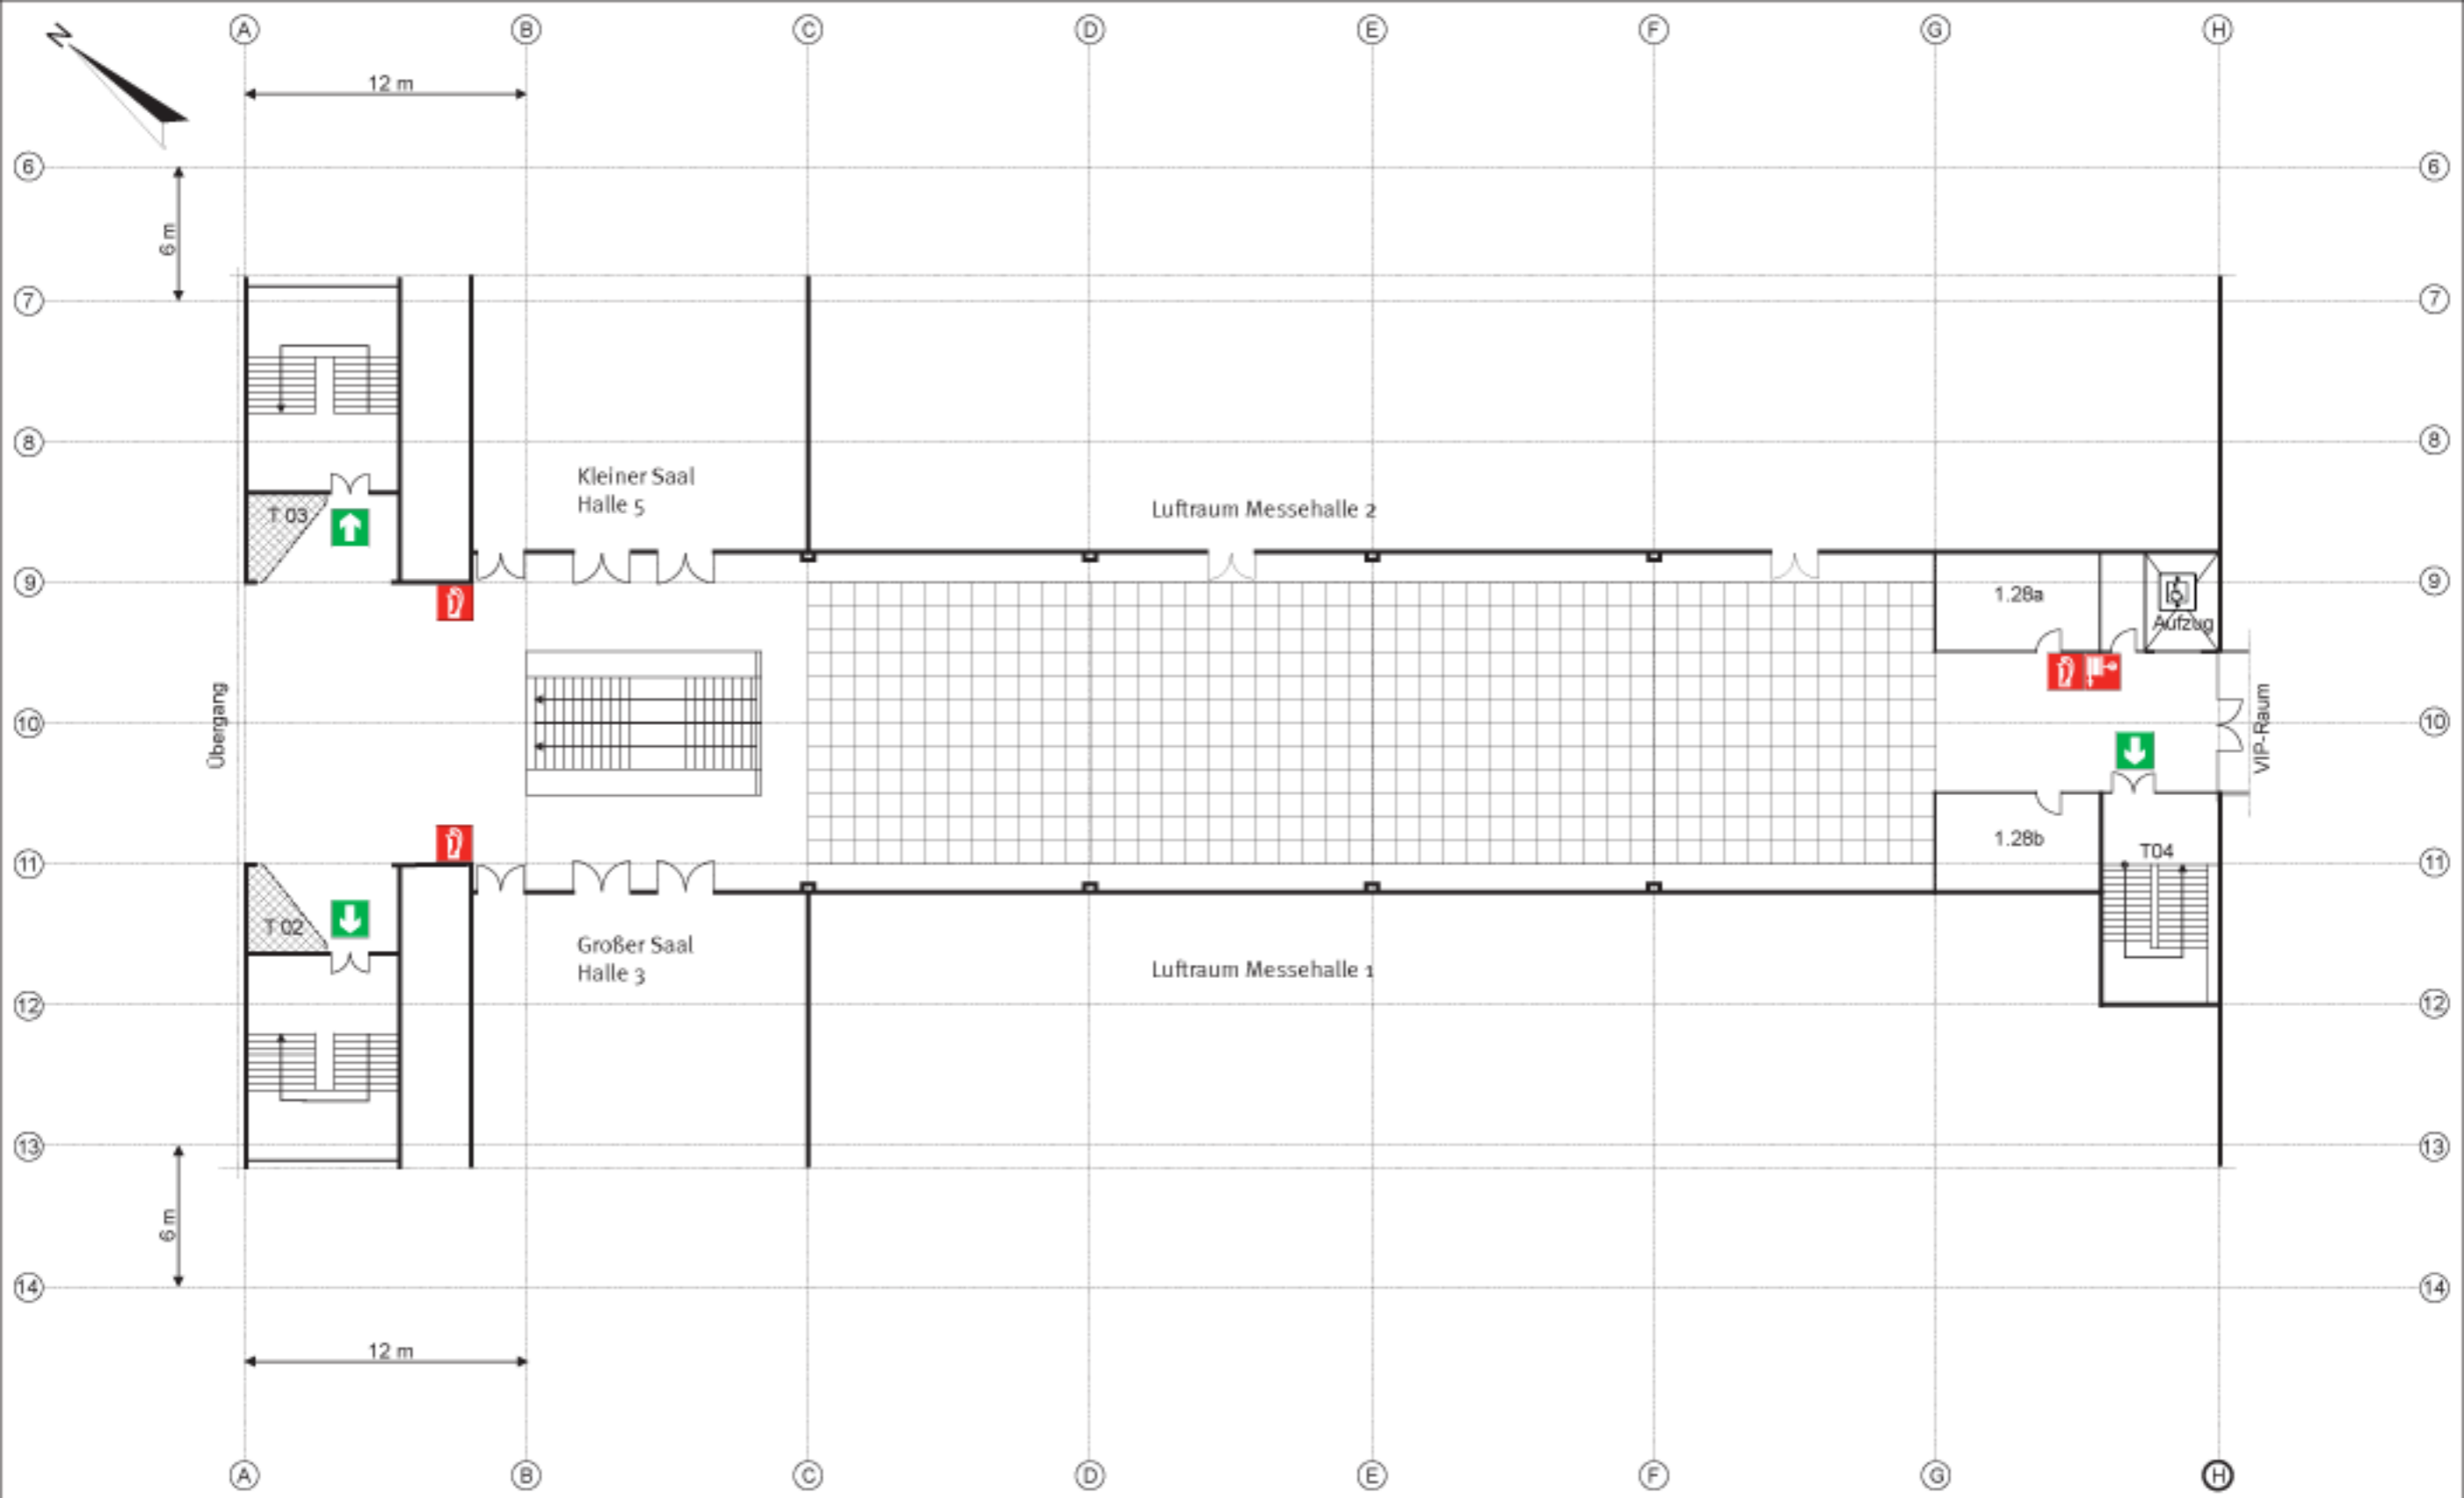 N
A B C D E F G H
12 m
6 6
6 m
7 7
8 8
Kleiner Saal
Halle 5
Luftraum Messehalle 2
T 03
9 9
1.28a
Aufzug
Übergang
10 10
VIP-Raum
1.28b
T04
11 11
T 02
Großer Saal
Halle 3
Luftraum Messehalle 1
12 12
13 13
6 m
14 14
12 m
A B C D E F G H